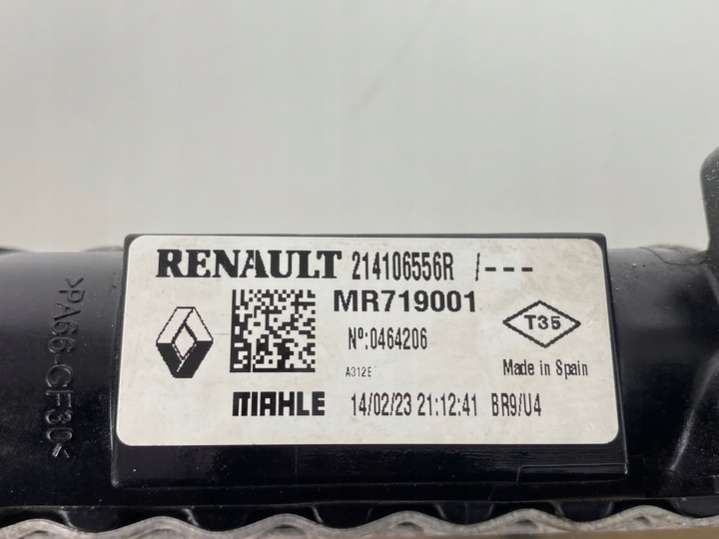 RENAULT 214106556R /---
MR719001
Nº:0464206
T35
A312E
Made in Spain
MAHLE 14/02/23 21:12:41 BR9/U4
>PA66-GF30<